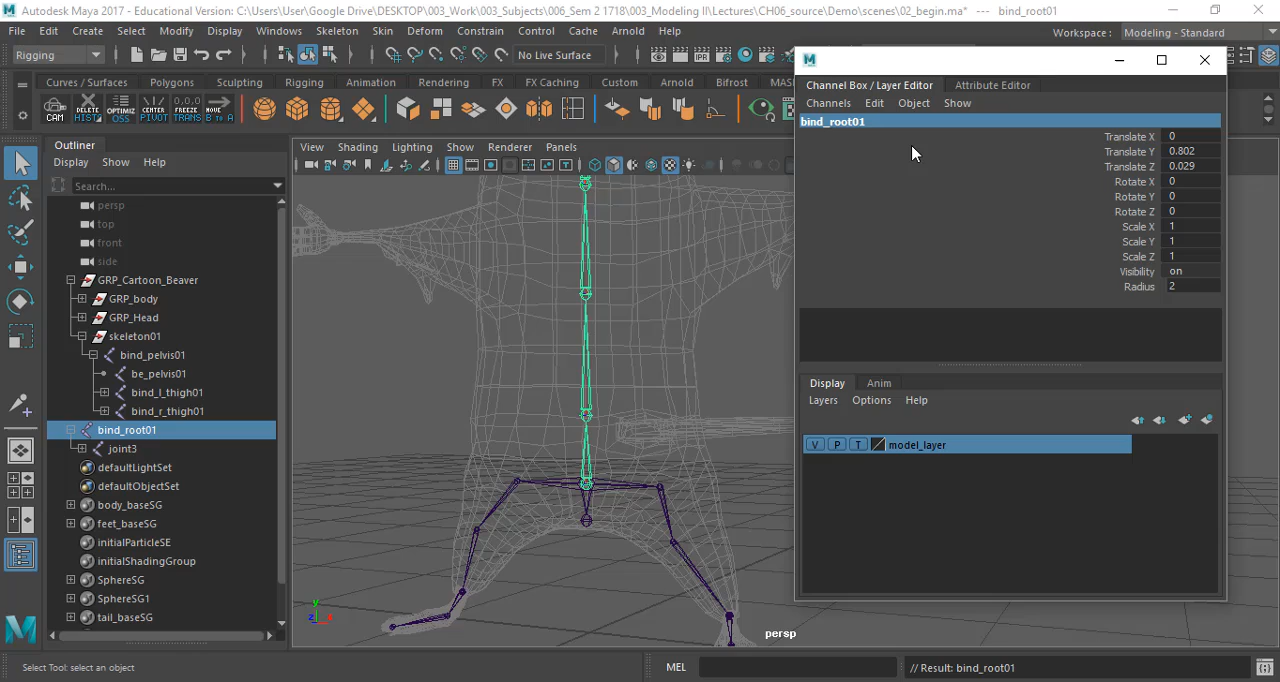 Autodesk Maya 2017 - Educational Version: C:\Users\User\Google Drive\DESKTOP\003_Work\003_Subjects\006_Sem 2 1718\003_Modeling II\Lectures\CH06_source\Demo\scenes\02_begin.ma* --- bind_root01
File Edit Create Select Modify Display Windows Skeleton Skin Deform Constrain Control Cache Arnold Help
Workspace : Modeling - Standard
Rigging
No Live Surface
Curves / Surfaces Polygons Sculpting Rigging Animation Rendering FX FX Caching Custom Arnold Bifrost MAS
CAM DELETE HIST OPTIMIZ OSS CENTER PIVOT 0,0,0 FREEZE TRANS MOVE B to A
Outliner
Display Show Help
Search...
persp
top
front
side
GRP_Cartoon_Beaver
GRP_body
GRP_Head
skeleton01
bind_pelvis01
be_pelvis01
bind_l_thigh01
bind_r_thigh01
bind_root01
joint3
defaultLightSet
defaultObjectSet
body_baseSG
feet_baseSG
initialParticleSE
initialShadingGroup
SphereSG
SphereSG1
tail_baseSG
View Shading Lighting Show Renderer Panels
IPR
persp
y
Channel Box / Layer Editor Attribute Editor
Channels Edit Object Show
bind_root01
Translate X 0
Translate Y 0.802
Translate Z 0.029
Rotate X 0
Rotate Y 0
Rotate Z 0
Scale X 1
Scale Y 1
Scale Z 1
Visibility on
Radius 2
Display Anim
Layers Options Help
V P T model_layer
Select Tool: select an object
MEL
// Result: bind_root01